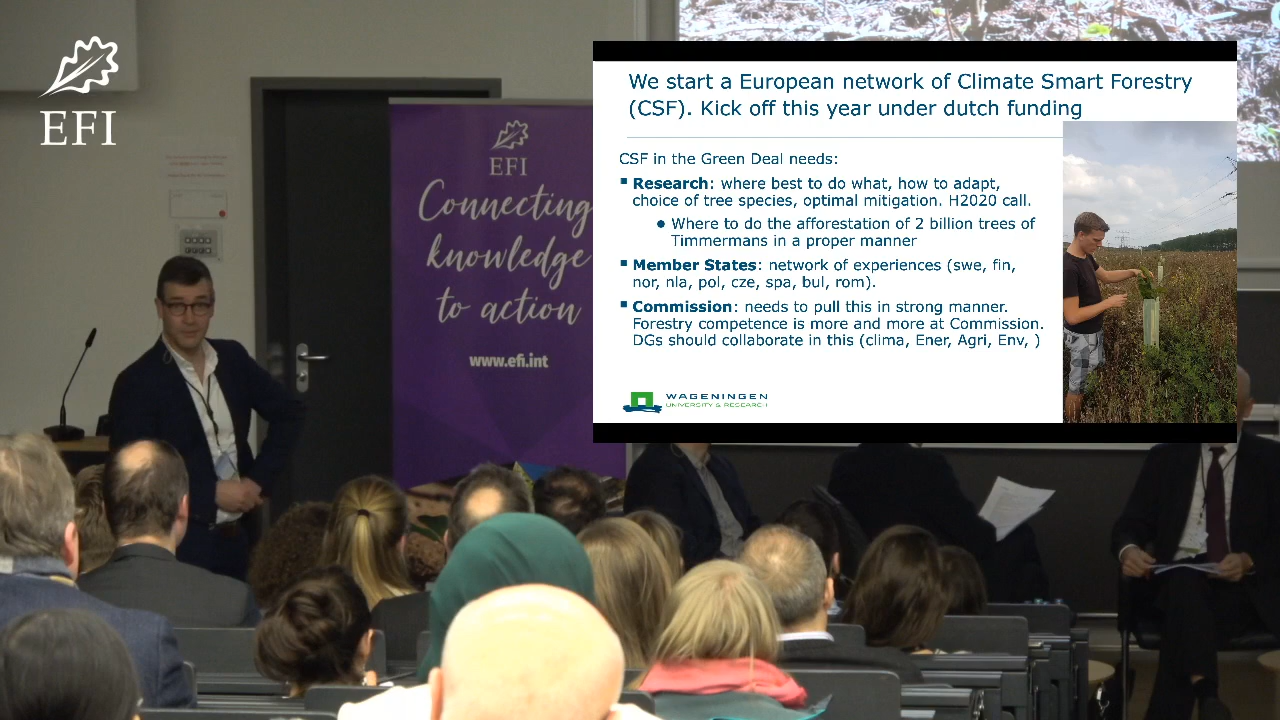 EFI
EFI
Connecting
knowledge
to action
www.efi.int
We start a European network of Climate Smart Forestry
(CSF). Kick off this year under dutch funding
CSF in the Green Deal needs:
▪ Research: where best to do what, how to adapt,
choice of tree species, optimal mitigation. H2020 call.
● Where to do the afforestation of 2 billion trees of
Timmermans in a proper manner
▪ Member States: network of experiences (swe, fin,
nor, nla, pol, cze, spa, bul, rom).
▪ Commission: needs to pull this in strong manner.
Forestry competence is more and more at Commission.
DGs should collaborate in this (clima, Ener, Agri, Env, )
WAGENINGEN
UNIVERSITY & RESEARCH